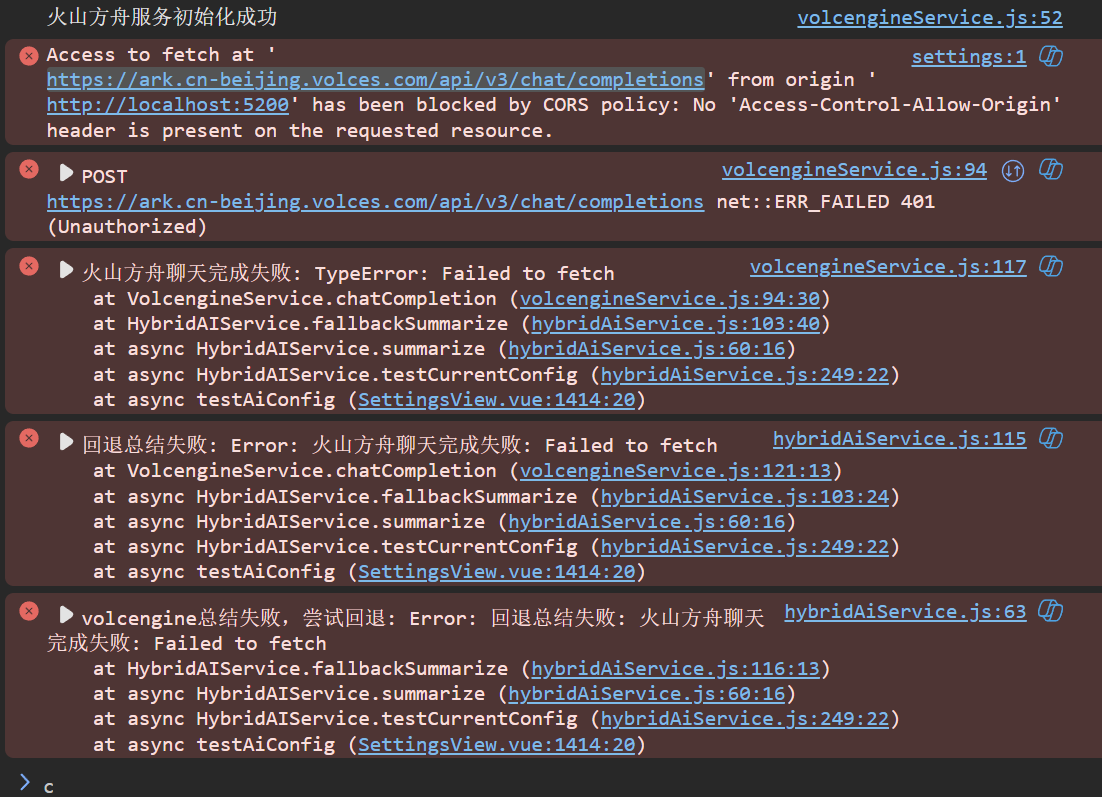 火山方舟服务初始化成功 volcengineService.js:52
Access to fetch at ' settings:1
https://ark.cn-beijing.volces.com/api/v3/chat/completions' from origin '
http://localhost:5200' has been blocked by CORS policy: No 'Access-Control-Allow-Origin'
header is present on the requested resource.
POST volcengineService.js:94
https://ark.cn-beijing.volces.com/api/v3/chat/completions net::ERR_FAILED 401
(Unauthorized)
火山方舟聊天完成失败: TypeError: Failed to fetch volcengineService.js:117
at VolcengineService.chatCompletion (volcengineService.js:94:30)
at HybridAIService.fallbackSummarize (hybridAiService.js:103:40)
at async HybridAIService.summarize (hybridAiService.js:60:16)
at async HybridAIService.testCurrentConfig (hybridAiService.js:249:22)
at async testAiConfig (SettingsView.vue:1414:20)
回退总结失败: Error: 火山方舟聊天完成失败: Failed to fetch hybridAiService.js:115
at VolcengineService.chatCompletion (volcengineService.js:121:13)
at async HybridAIService.fallbackSummarize (hybridAiService.js:103:24)
at async HybridAIService.summarize (hybridAiService.js:60:16)
at async HybridAIService.testCurrentConfig (hybridAiService.js:249:22)
at async testAiConfig (SettingsView.vue:1414:20)
volcengine总结失败，尝试回退: Error: 回退总结失败: 火山方舟聊天 hybridAiService.js:63
完成失败: Failed to fetch
at HybridAIService.fallbackSummarize (hybridAiService.js:116:13)
at async HybridAIService.summarize (hybridAiService.js:60:16)
at async HybridAIService.testCurrentConfig (hybridAiService.js:249:22)
at async testAiConfig (SettingsView.vue:1414:20)
c